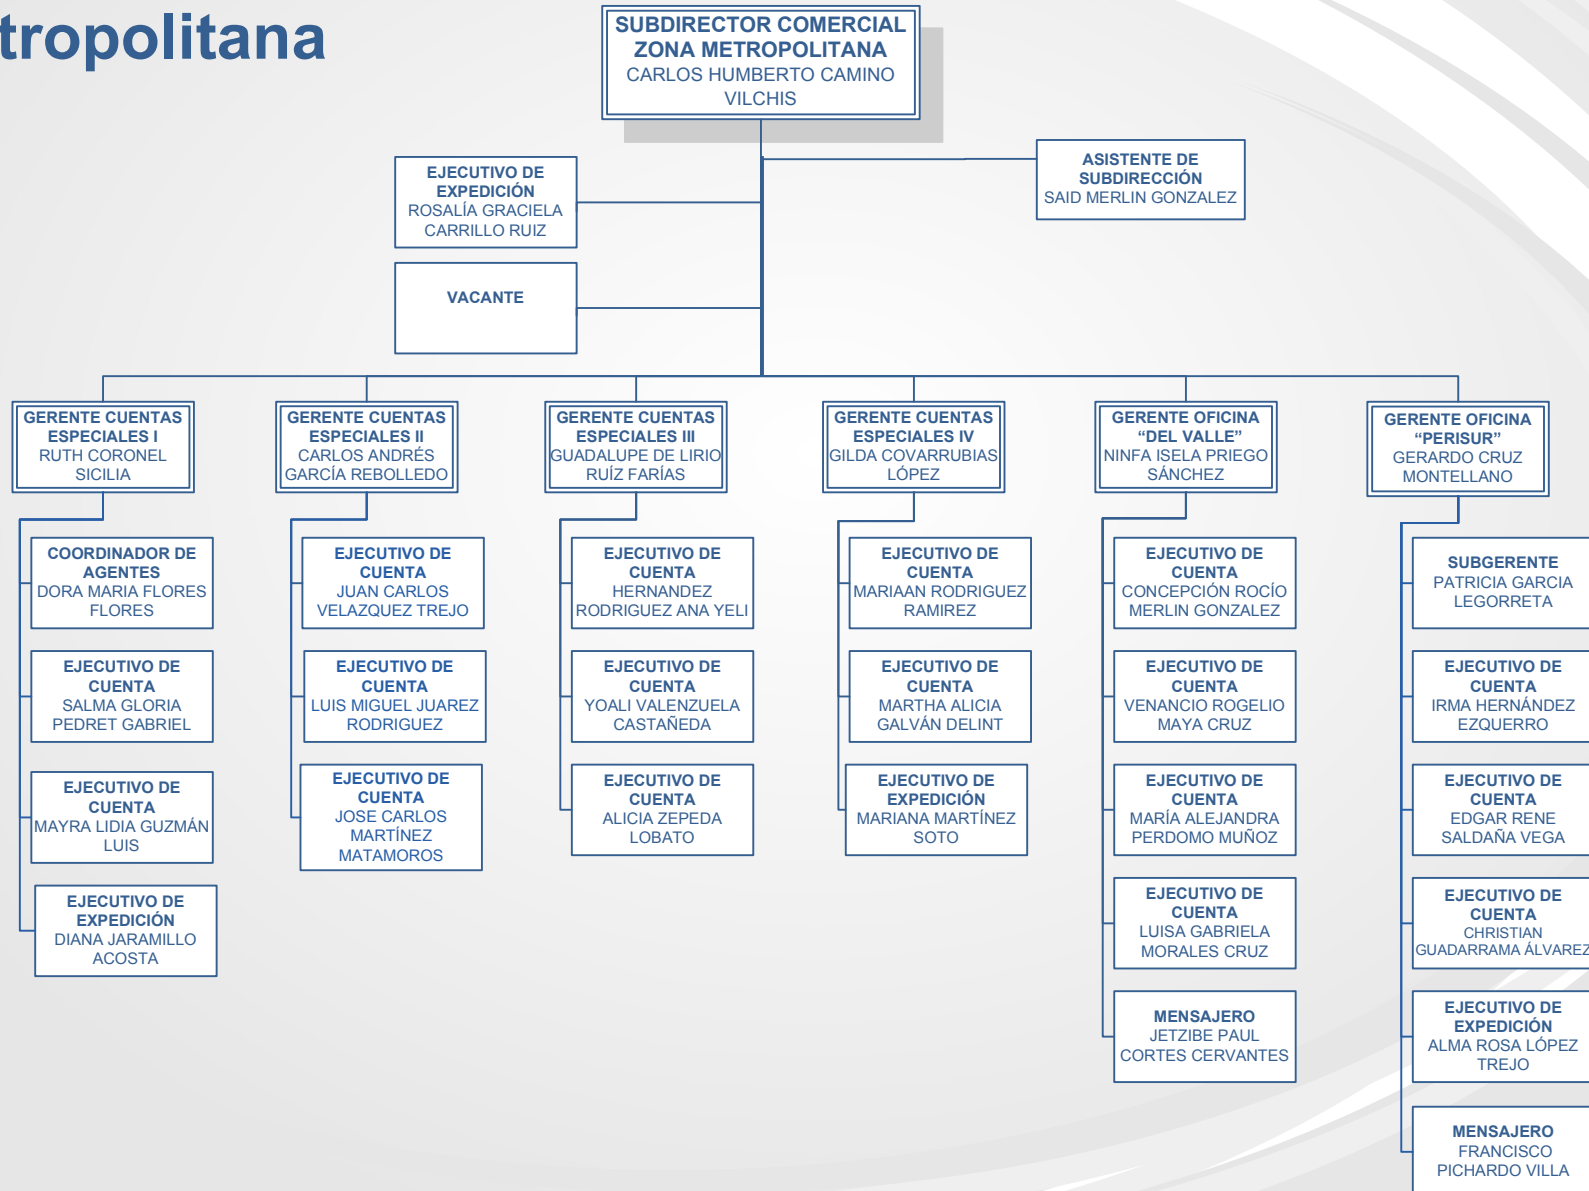 tropolitana
SUBDIRECTOR COMERCIAL
ZONA METROPOLITANA
CARLOS HUMBERTO CAMINO
VILCHIS
EJECUTIVO DE
EXPEDICIÓN
ROSALÍA GRACIELA
CARRILLO RUIZ
ASISTENTE DE
SUBDIRECCIÓN
SAID MERLIN GONZALEZ
VACANTE
GERENTE CUENTAS
ESPECIALES I
RUTH CORONEL
SICILIA
GERENTE CUENTAS
ESPECIALES II
CARLOS ANDRÉS
GARCÍA REBOLLEDO
GERENTE CUENTAS
ESPECIALES III
GUADALUPE DE LIRIO
RUÍZ FARÍAS
GERENTE CUENTAS
ESPECIALES IV
GILDA COVARRUBIAS
LÓPEZ
GERENTE OFICINA
“DEL VALLE”
NINFA ISELA PRIEGO
SÁNCHEZ
GERENTE OFICINA
“PERISUR”
GERARDO CRUZ
MONTELLANO
COORDINADOR DE
AGENTES
DORA MARIA FLORES
FLORES
EJECUTIVO DE
CUENTA
SALMA GLORIA
PEDRET GABRIEL
EJECUTIVO DE
CUENTA
MAYRA LIDIA GUZMÁN
LUIS
EJECUTIVO DE
EXPEDICIÓN
DIANA JARAMILLO
ACOSTA
EJECUTIVO DE
CUENTA
JUAN CARLOS
VELAZQUEZ TREJO
EJECUTIVO DE
CUENTA
LUIS MIGUEL JUAREZ
RODRIGUEZ
EJECUTIVO DE
CUENTA
JOSE CARLOS
MARTÍNEZ
MATAMOROS
EJECUTIVO DE
CUENTA
HERNANDEZ
RODRIGUEZ ANA YELI
EJECUTIVO DE
CUENTA
YOALI VALENZUELA
CASTAÑEDA
EJECUTIVO DE
CUENTA
ALICIA ZEPEDA
LOBATO
EJECUTIVO DE
CUENTA
MARIAAN RODRIGUEZ
RAMIREZ
EJECUTIVO DE
CUENTA
MARTHA ALICIA
GALVÁN DELINT
EJECUTIVO DE
EXPEDICIÓN
MARIANA MARTÍNEZ
SOTO
EJECUTIVO DE
CUENTA
CONCEPCIÓN ROCÍO
MERLIN GONZALEZ
EJECUTIVO DE
CUENTA
VENANCIO ROGELIO
MAYA CRUZ
EJECUTIVO DE
CUENTA
MARÍA ALEJANDRA
PERDOMO MUÑOZ
EJECUTIVO DE
CUENTA
LUISA GABRIELA
MORALES CRUZ
MENSAJERO
JETZIBE PAUL
CORTES CERVANTES
SUBGERENTE
PATRICIA GARCIA
LEGORRETA
EJECUTIVO DE
CUENTA
IRMA HERNÁNDEZ
EZQUERRO
EJECUTIVO DE
CUENTA
EDGAR RENE
SALDAÑA VEGA
EJECUTIVO DE
CUENTA
CHRISTIAN
GUADARRAMA ÁLVAREZ
EJECUTIVO DE
EXPEDICIÓN
ALMA ROSA LÓPEZ
TREJO
MENSAJERO
FRANCISCO
PICHARDO VILLA